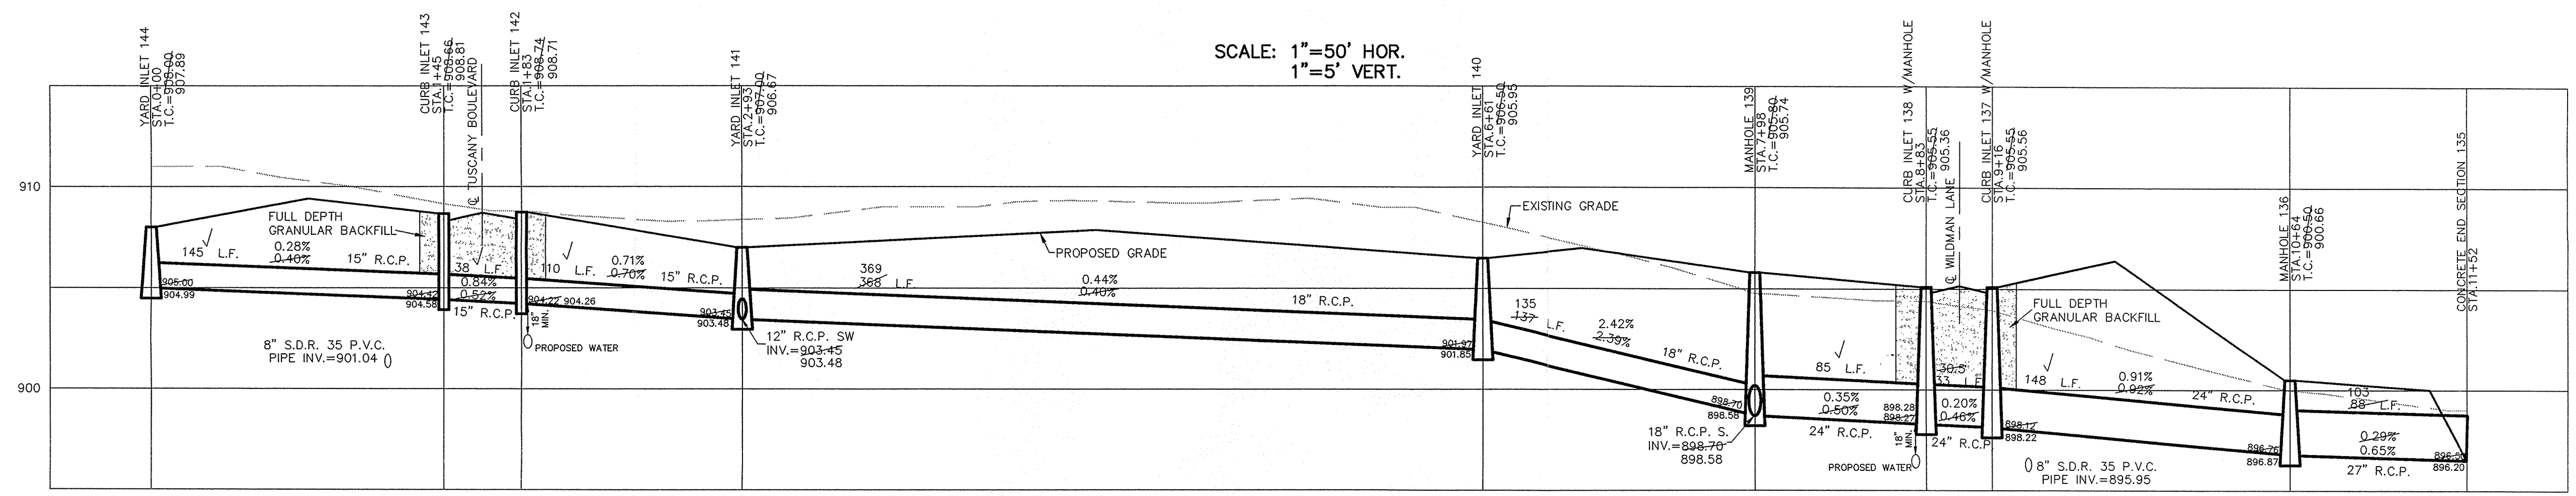 SCALE: 1"=50' HOR.
1"=5' VERT.
YARD INLET 144
STA.0+00
T.C.=908.00
907.89
CURB INLET 143
STA.1+45
T.C.=908.66
908.81
℄ TUSCANY BOULEVARD
CURB INLET 142
STA.1+83
T.C.=908.74
908.71
YARD INLET 141
STA.2+93
T.C.=907.00
906.67
YARD INLET 140
STA.6+61
T.C.=906.50
905.95
MANHOLE 139
STA.7+98
T.C.=905.80
905.74
CURB INLET 138 W/MANHOLE
STA.8+83
T.C.=905.55
905.36
℄ WILDMAN LANE
CURB INLET 137 W/MANHOLE
STA.9+16
T.C.=905.55
905.56
MANHOLE 136
STA.10+64
T.C.=900.50
900.66
CONCRETE END SECTION 135
STA.11+52
910
900
FULL DEPTH
GRANULAR BACKFILL
145 L.F.
0.28%
0.40%
15" R.C.P.
905.00
904.99
904.42
904.58
38 L.F.
0.84%
0.52%
15" R.C.P.
904.22 904.26
110 L.F.
0.71%
0.70%
15" R.C.P.
18"
MIN.
PROPOSED WATER
8" S.D.R. 35 P.V.C.
PIPE INV.=901.04
903.45
903.48
12" R.C.P. SW
INV.=903.45
903.48
369
368 L.F.
0.44%
0.40%
18" R.C.P.
PROPOSED GRADE
EXISTING GRADE
901.97
901.85
135
137 L.F.
2.42%
2.39%
18" R.C.P.
898.70
898.58
18" R.C.P. S.
INV.=898.70
898.58
85 L.F.
0.35%
0.50%
24" R.C.P.
898.28
898.27
18"
MIN.
PROPOSED WATER
30.5
33 L.F.
0.20%
0.46%
24" R.C.P.
898.12
898.22
FULL DEPTH
GRANULAR BACKFILL
148 L.F.
0.91%
0.92%
24" R.C.P.
8" S.D.R. 35 P.V.C.
PIPE INV.=895.95
896.76
896.87
103
88 L.F.
0.29%
0.65%
27" R.C.P.
896.50
896.20